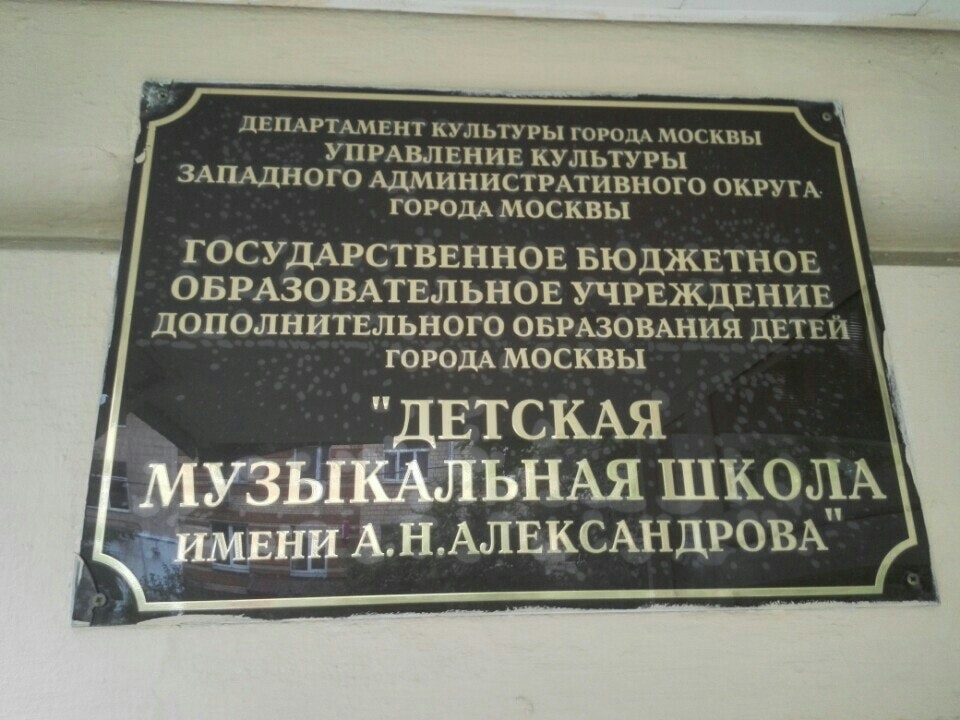 ДЕПАРТАМЕНТ КУЛЬТУРЫ ГОРОДА МОСКВЫ
УПРАВЛЕНИЕ КУЛЬТУРЫ
ЗАПАДНОГО АДМИНИСТРАТИВНОГО ОКРУГА
ГОРОДА МОСКВЫ
ГОСУДАРСТВЕННОЕ БЮДЖЕТНОЕ
ОБРАЗОВАТЕЛЬНОЕ УЧРЕЖДЕНИЕ
ДОПОЛНИТЕЛЬНОГО ОБРАЗОВАНИЯ ДЕТЕЙ
ГОРОДА МОСКВЫ
"ДЕТСКАЯ
МУЗЫКАЛЬНАЯ ШКОЛА
ИМЕНИ А.Н.АЛЕКСАНДРОВА"